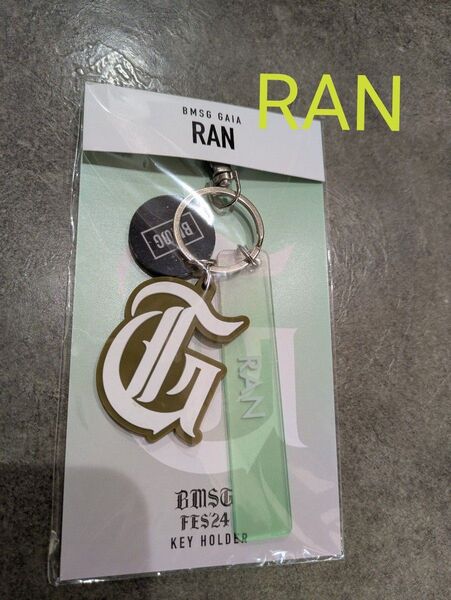 RAN
BMSG GAIA
RAN
BMSG
G
RAN
BMSG
FES'24
KEY HOLDER